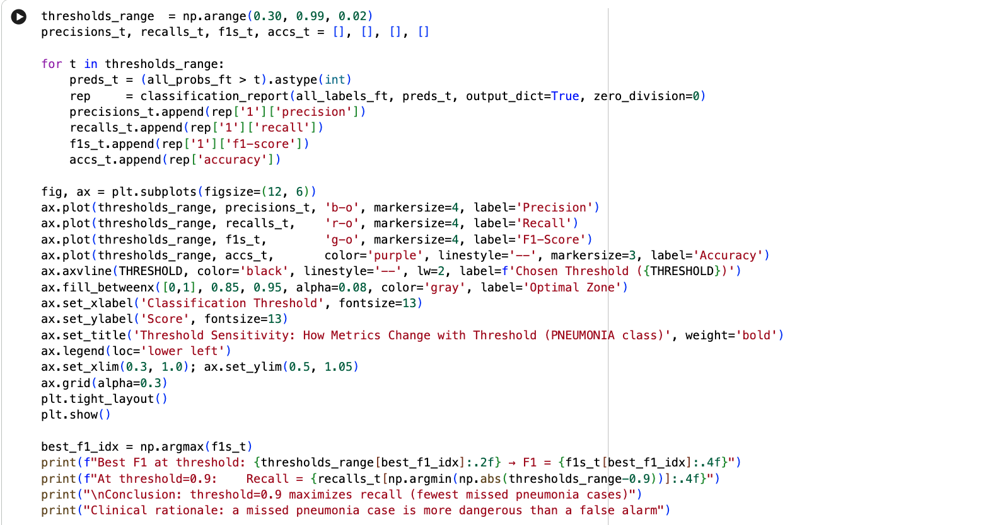 thresholds_range  = np.arange(0.30, 0.99, 0.02)
precisions_t, recalls_t, f1s_t, accs_t = [], [], [], []

for t in thresholds_range:
    preds_t = (all_probs_ft > t).astype(int)
    rep     = classification_report(all_labels_ft, preds_t, output_dict=True, zero_division=0)
    precisions_t.append(rep['1']['precision'])
    recalls_t.append(rep['1']['recall'])
    f1s_t.append(rep['1']['f1-score'])
    accs_t.append(rep['accuracy'])

fig, ax = plt.subplots(figsize=(12, 6))
ax.plot(thresholds_range, precisions_t, 'b-o', markersize=4, label='Precision')
ax.plot(thresholds_range, recalls_t,    'r-o', markersize=4, label='Recall')
ax.plot(thresholds_range, f1s_t,        'g-o', markersize=4, label='F1-Score')
ax.plot(thresholds_range, accs_t,       color='purple', linestyle='--', markersize=3, label='Accuracy')
ax.axvline(THRESHOLD, color='black', linestyle='--', lw=2, label=f'Chosen Threshold ({THRESHOLD})')
ax.fill_betweenx([0,1], 0.85, 0.95, alpha=0.08, color='gray', label='Optimal Zone')
ax.set_xlabel('Classification Threshold', fontsize=13)
ax.set_ylabel('Score', fontsize=13)
ax.set_title('Threshold Sensitivity: How Metrics Change with Threshold (PNEUMONIA class)', weight='bold')
ax.legend(loc='lower left')
ax.set_xlim(0.3, 1.0); ax.set_ylim(0.5, 1.05)
ax.grid(alpha=0.3)
plt.tight_layout()
plt.show()

best_f1_idx = np.argmax(f1s_t)
print(f"Best F1 at threshold: {thresholds_range[best_f1_idx]:.2f} → F1 = {f1s_t[best_f1_idx]:.4f}")
print(f"At threshold=0.9:    Recall = {recalls_t[np.argmin(np.abs(thresholds_range-0.9))]:.4f}")
print("\nConclusion: threshold=0.9 maximizes recall (fewest missed pneumonia cases)")
print("Clinical rationale: a missed pneumonia case is more dangerous than a false alarm")